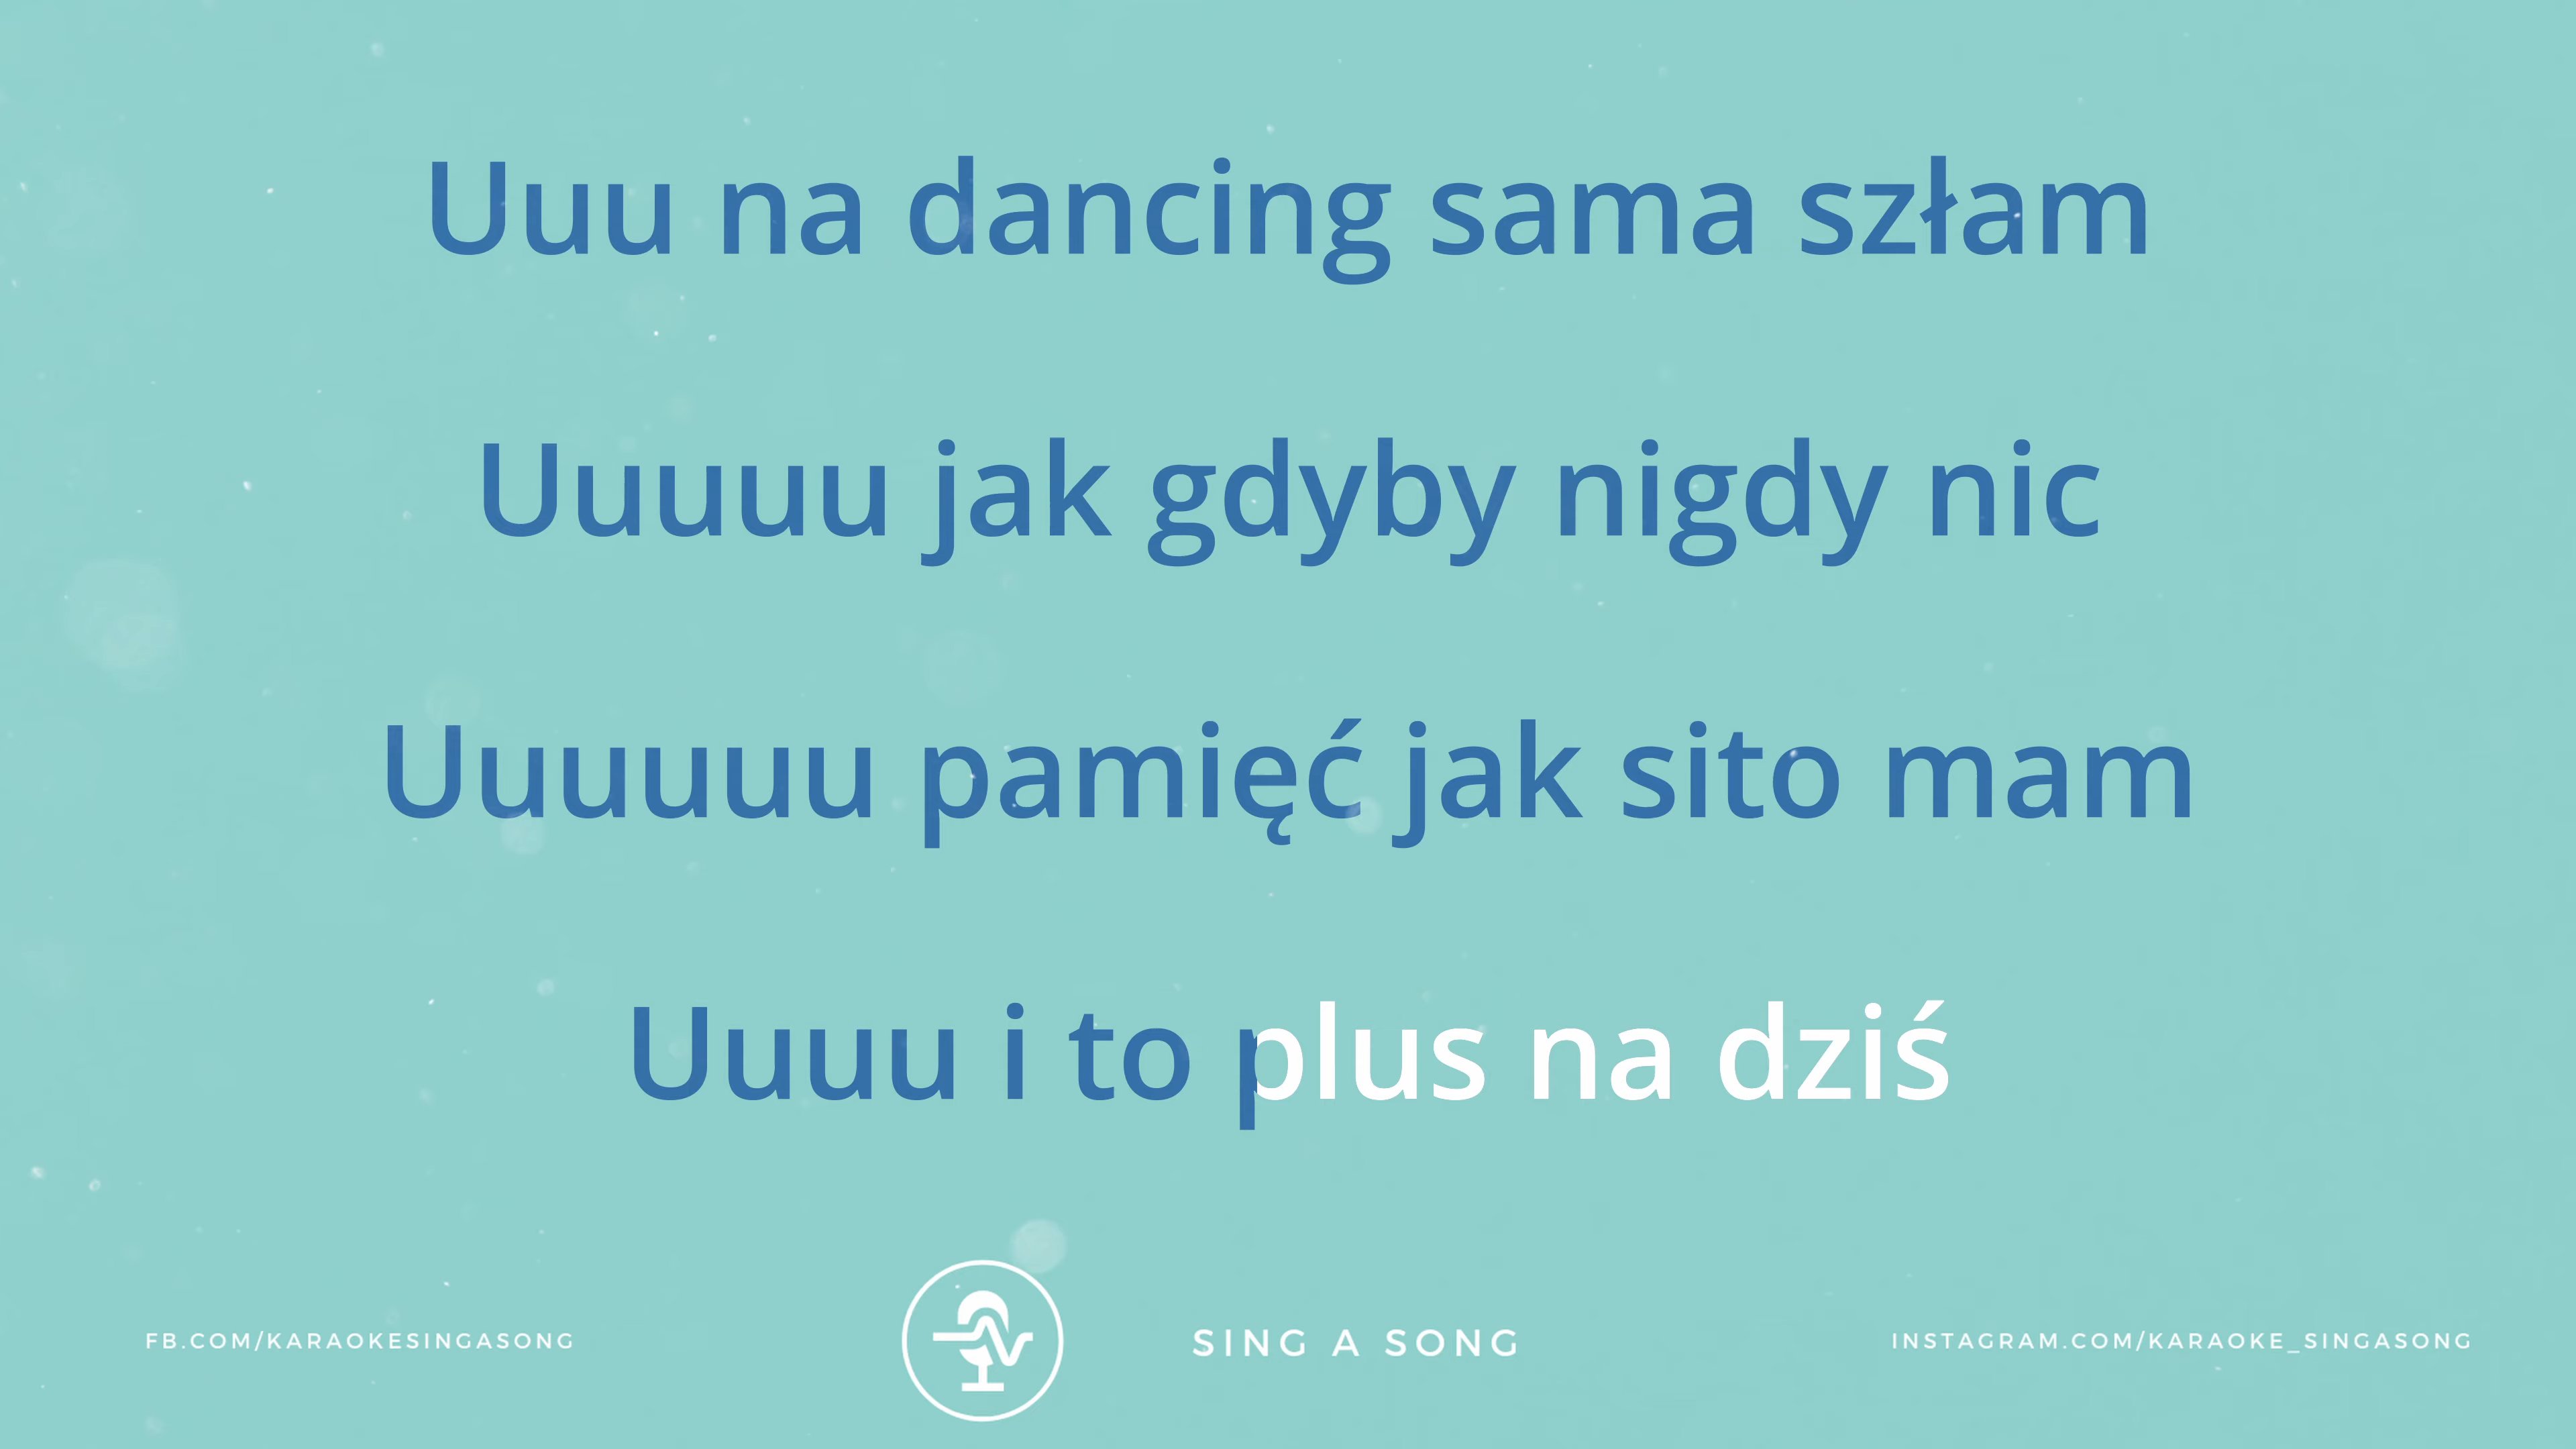 Uuu na dancing sama szłam
Uuuuu jak gdyby nigdy nic
Uuuuuu pamięć jak sito mam
Uuuu i to plus na dziś
FB.COM/KARAOKESINGASONG
SING A SONG
INSTAGRAM.COM/KARAOKE_SINGASONG